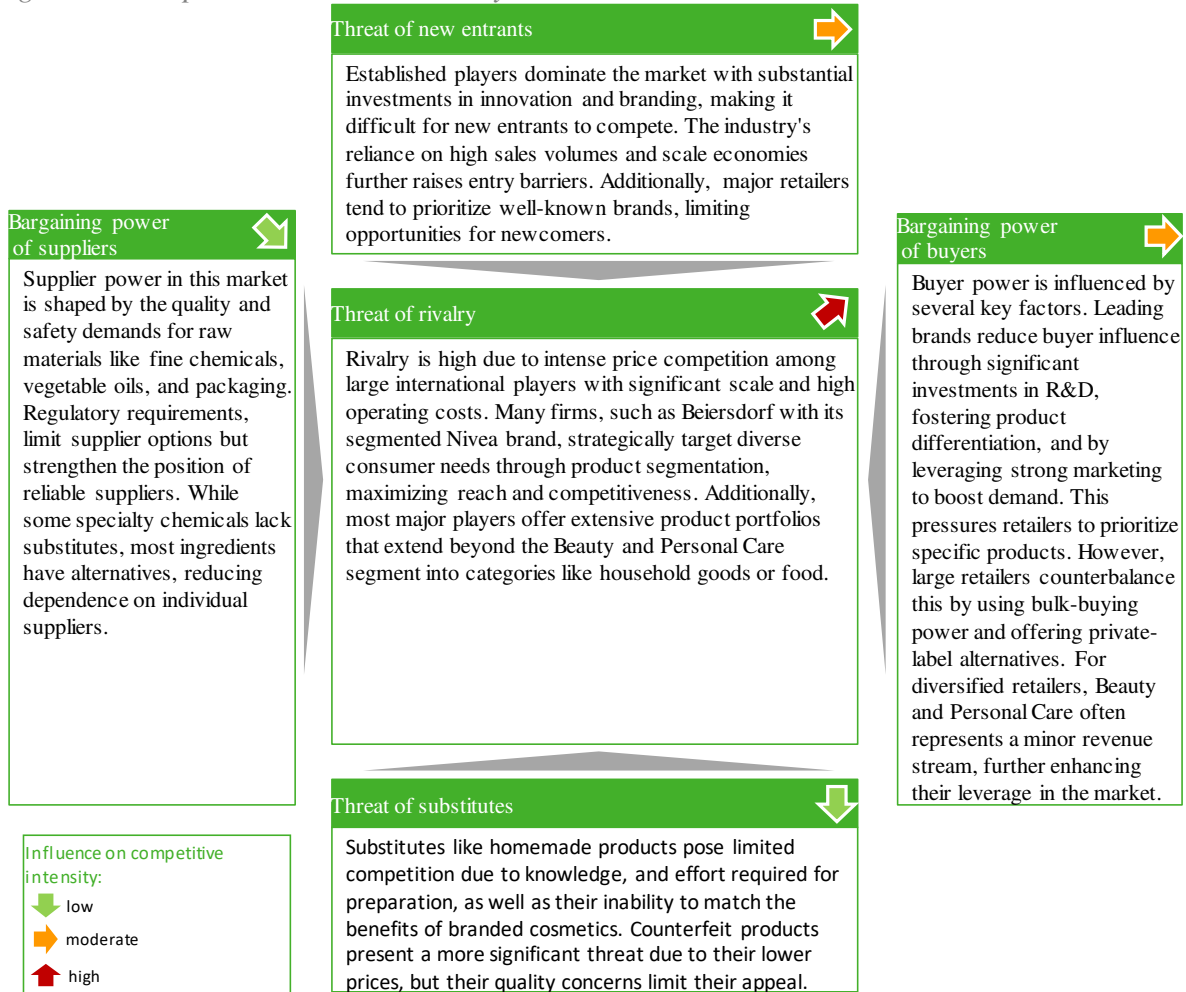 Threat of new entrants
Established players dominate the market with substantial
investments in innovation and branding, making it
difficult for new entrants to compete. The industry's
reliance on high sales volumes and scale economies
further raises entry barriers. Additionally, major retailers
tend to prioritize well-known brands, limiting
opportunities for newcomers.
Bargaining power
of suppliers
Supplier power in this market
is shaped by the quality and
safety demands for raw
materials like fine chemicals,
vegetable oils, and packaging.
Regulatory requirements,
limit supplier options but
strengthen the position of
reliable suppliers. While
some specialty chemicals lack
substitutes, most ingredients
have alternatives, reducing
dependence on individual
suppliers.
Threat of rivalry
Rivalry is high due to intense price competition among
large international players with significant scale and high
operating costs. Many firms, such as Beiersdorf with its
segmented Nivea brand, strategically target diverse
consumer needs through product segmentation,
maximizing reach and competitiveness. Additionally,
most major players offer extensive product portfolios
that extend beyond the Beauty and Personal Care
segment into categories like household goods or food.
Bargaining power
of buyers
Buyer power is influenced by
several key factors. Leading
brands reduce buyer influence
through significant
investments in R&D,
fostering product
differentiation, and by
leveraging strong marketing
to boost demand. This
pressures retailers to prioritize
specific products. However,
large retailers counterbalance
this by using bulk-buying
power and offering private-
label alternatives. For
diversified retailers, Beauty
and Personal Care often
represents a minor revenue
stream, further enhancing
their leverage in the market.
Threat of substitutes
Substitutes like homemade products pose limited
competition due to knowledge, and effort required for
preparation, as well as their inability to match the
benefits of branded cosmetics. Counterfeit products
present a more significant threat due to their lower
prices, but their quality concerns limit their appeal.
Influence on competitive
intensity:
low
moderate
high